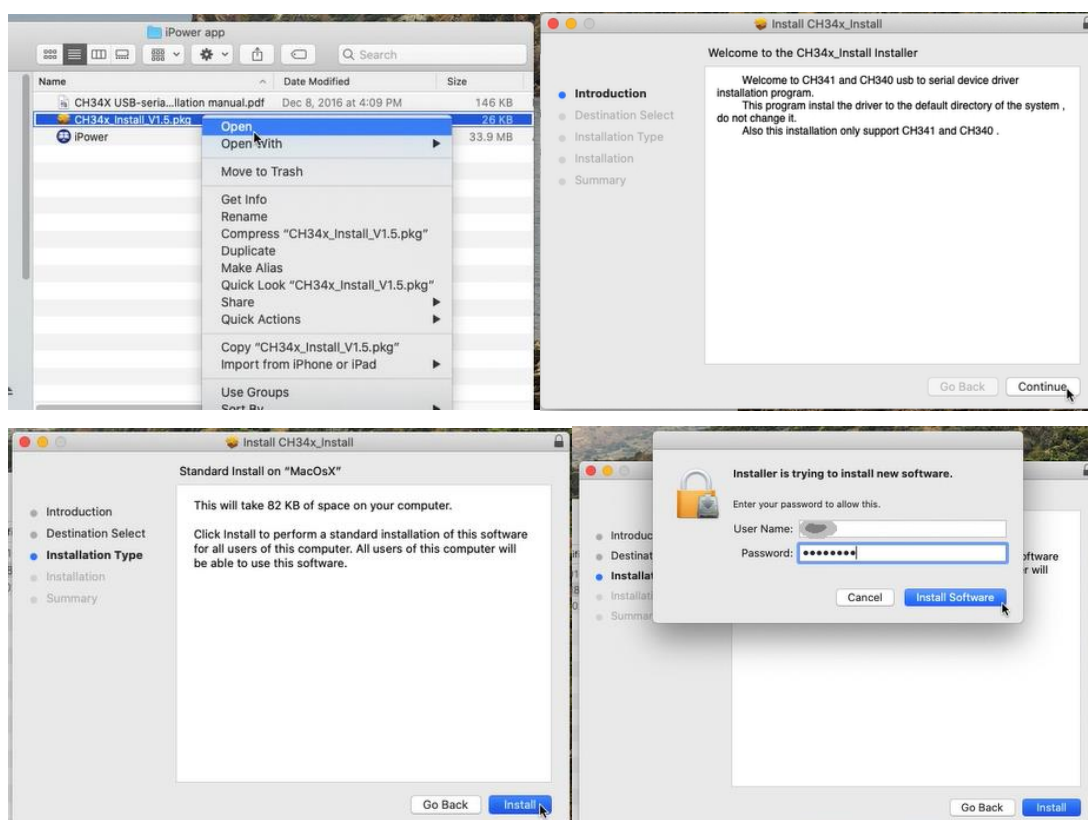 iPower app
Search
Name
Date Modified
Size
CH34X USB-seria...llation manual.pdf Dec 8, 2016 at 4:09 PM 146 KB
CH34x_Install_V1.5.pkg 26 KB
iPower 33.9 MB
Open
Open With
Move to Trash
Get Info
Rename
Compress “CH34x_Install_V1.5.pkg”
Duplicate
Make Alias
Quick Look “CH34x_Install_V1.5.pkg”
Share
Quick Actions
Copy “CH34x_Install_V1.5.pkg”
Import from iPhone or iPad
Use Groups
Sort By
Install CH34x_Install
Welcome to the CH34x_Install Installer
Introduction
Destination Select
Installation Type
Installation
Summary
Welcome to CH341 and CH340 usb to serial device driver
installation program.
This program instal the driver to the default directory of the system ,
do not change it.
Also this installation only support CH341 and CH340 .
Go Back
Continue
Install CH34x_Install
Standard Install on “MacOsX”
Introduction
Destination Select
Installation Type
Installation
Summary
This will take 82 KB of space on your computer.
Click Install to perform a standard installation of this software
for all users of this computer. All users of this computer will
be able to use this software.
Go Back
Install
Installer is trying to install new software.
Enter your password to allow this.
User Name:
Password:
Cancel
Install Software
Introduc
Destinat
Installat
Installati
Summar
oftware
r will
Go Back
Install